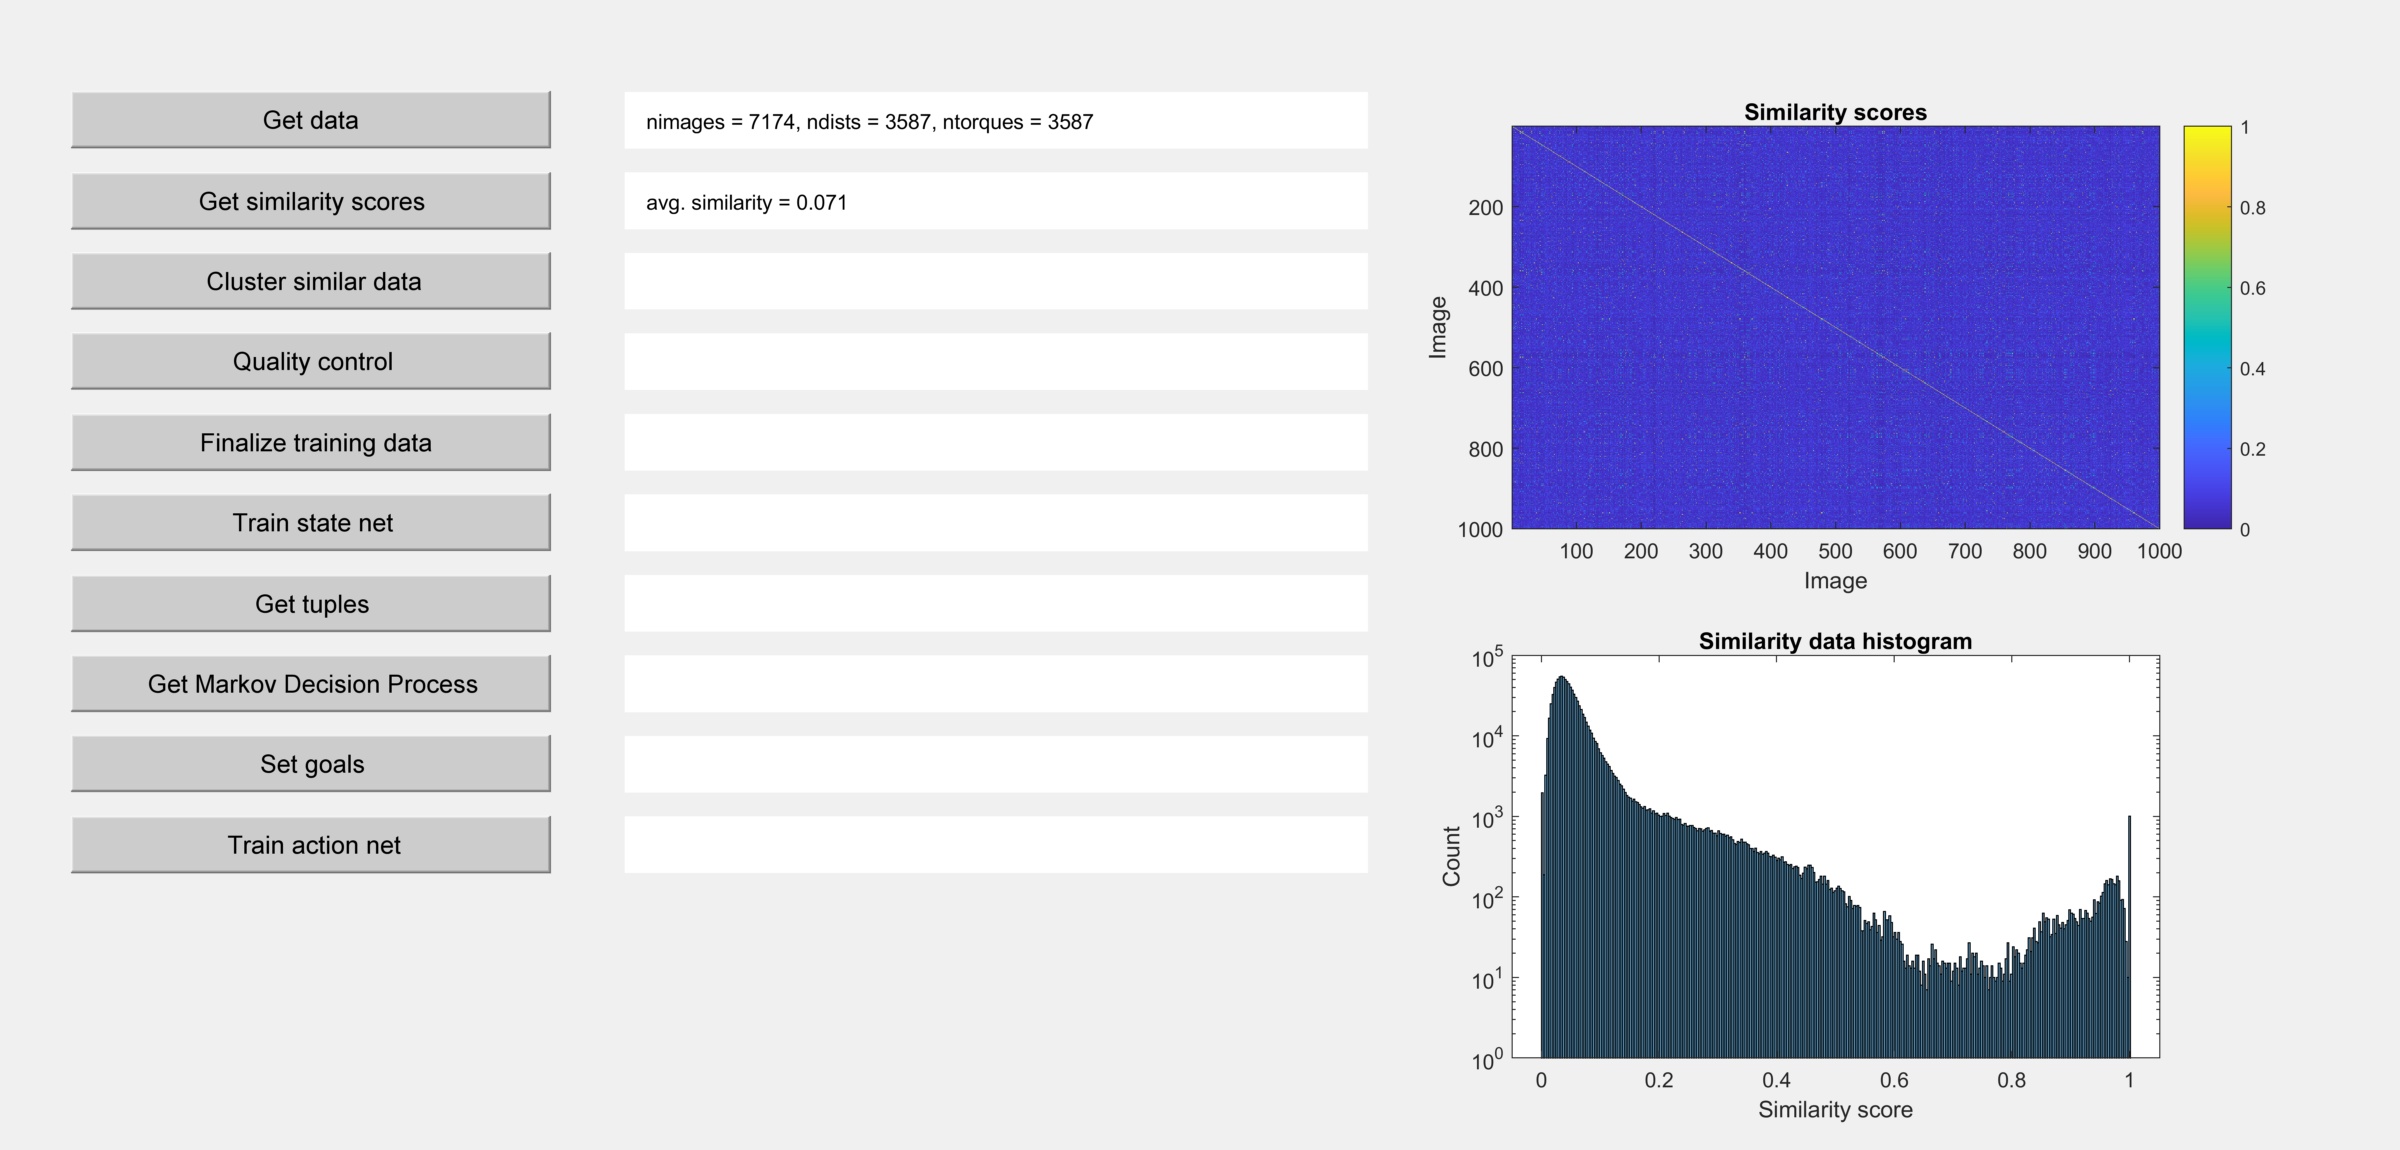 Get data
nimages = 7174, ndists = 3587, ntorques = 3587
Get similarity scores
avg. similarity = 0.071
Cluster similar data
Quality control
Finalize training data
Train state net
Get tuples
Get Markov Decision Process
Set goals
Train action net
Similarity scores
Image
200
400
600
800
1000
100 200 300 400 500 600 700 800 900 1000
Image
1
0.8
0.6
0.4
0.2
0
Similarity data histogram
Count
10^5
10^4
10^3
10^2
10^1
10^0
0 0.2 0.4 0.6 0.8 1
Similarity score